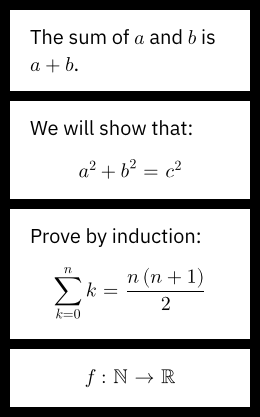 The sum of a and b is
a + b.
We will show that:
a² + b² = c²
Prove by induction:
∑_{k=0}^{n} k = n (n + 1) / 2
f : ℕ → ℝ